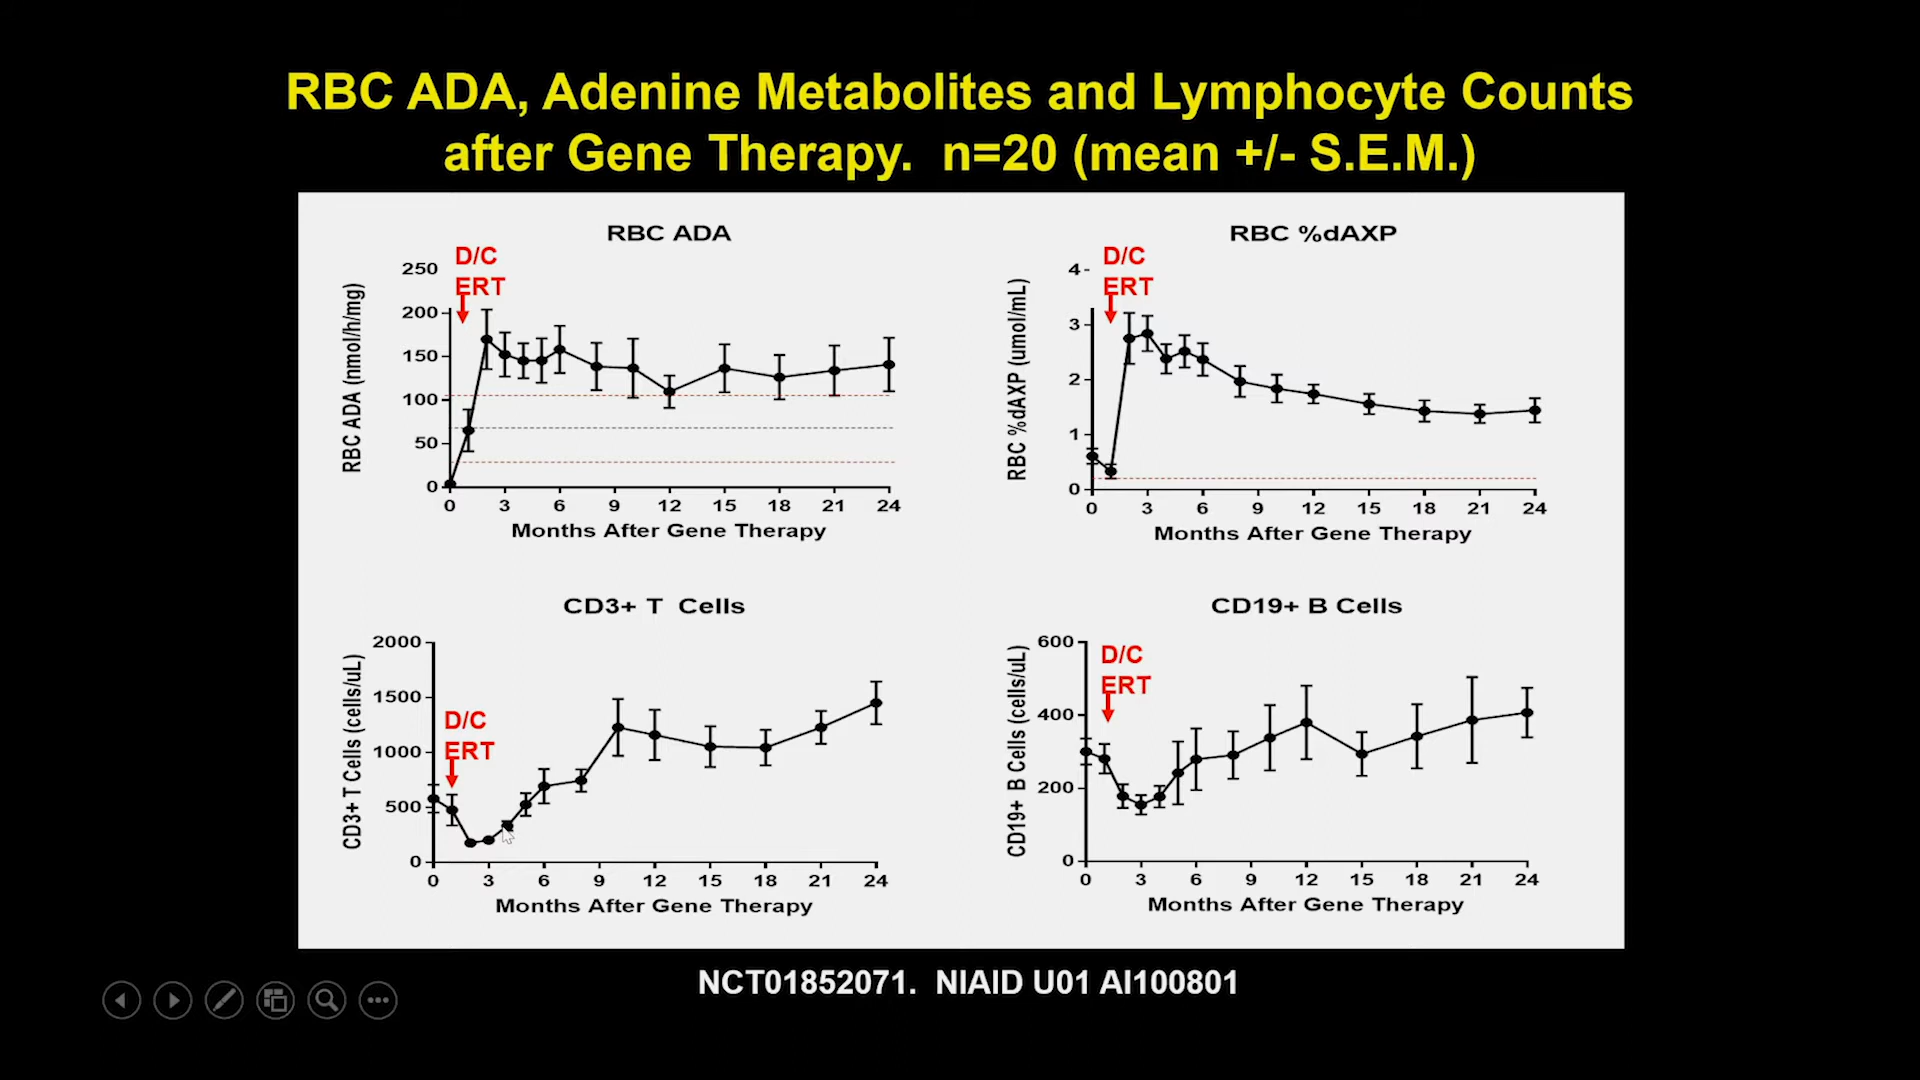 RBC ADA, Adenine Metabolites and Lymphocyte Counts
after Gene Therapy.  n=20 (mean +/- S.E.M.)
RBC ADA
D/C
ERT
RBC ADA (nmol/h/mg)
250
200
150
100
50
0
0 3 6 9 12 15 18 21 24
Months After Gene Therapy
RBC %dAXP
D/C
ERT
RBC %dAXP (umol/mL)
4
3
2
1
0
0 3 6 9 12 15 18 21 24
Months After Gene Therapy
CD3+ T  Cells
D/C
ERT
CD3+ T Cells (cells/uL)
2000
1500
1000
500
0
0 3 6 9 12 15 18 21 24
Months After Gene Therapy
CD19+ B Cells
D/C
ERT
CD19+ B Cells (cells/uL)
600
400
200
0
0 3 6 9 12 15 18 21 24
Months After Gene Therapy
NCT01852071.  NIAID U01 AI100801